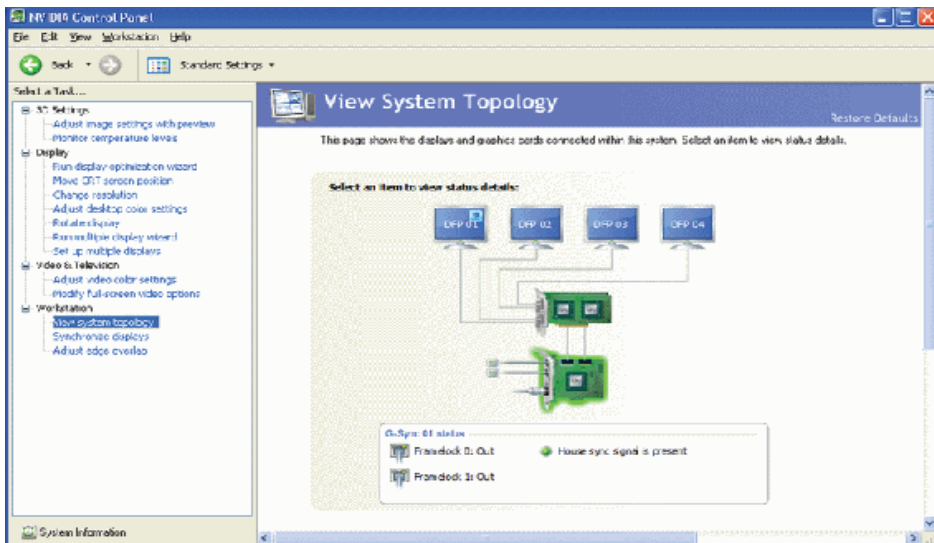 NVIDIA Control Panel
File Edit View Workstation Help
Back Standard Settings
Select a Task...
3D Settings
Adjust image settings with preview
Monitor temperature levels
Display
Run display optimization wizard
Move CRT screen position
Change resolution
Adjust desktop color settings
Rotate display
Run multiple display wizard
Set up multiple displays
Video & Television
Adjust video color settings
Modify full-screen video options
Workstation
View system topology
Synchronize displays
Adjust edge overlap
System Information
View System Topology
Restore Defaults
This page shows the displays and graphics cards connected within this system. Select an item to view status details.
Select an item to view status details:
DFP 01 DFP 02 DFP 03 DFP 04
G-Sync 01 status
Framelock 0: Out
House sync signal is present
Framelock 1: Out